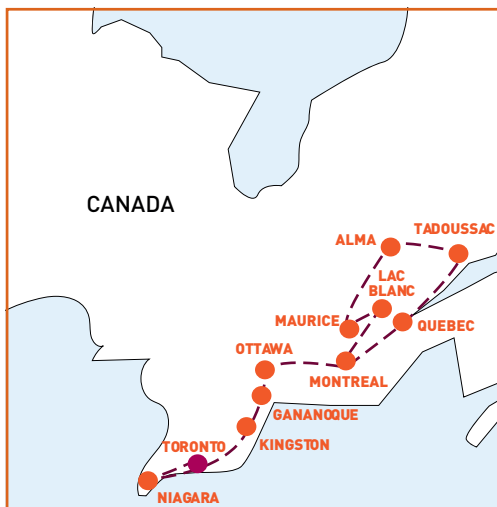 CANADA
ALMA
TADOUSSAC
LAC
BLANC
MAURICE
QUEBEC
OTTAWA
MONTREAL
GANANOQUE
TORONTO
KINGSTON
NIAGARA